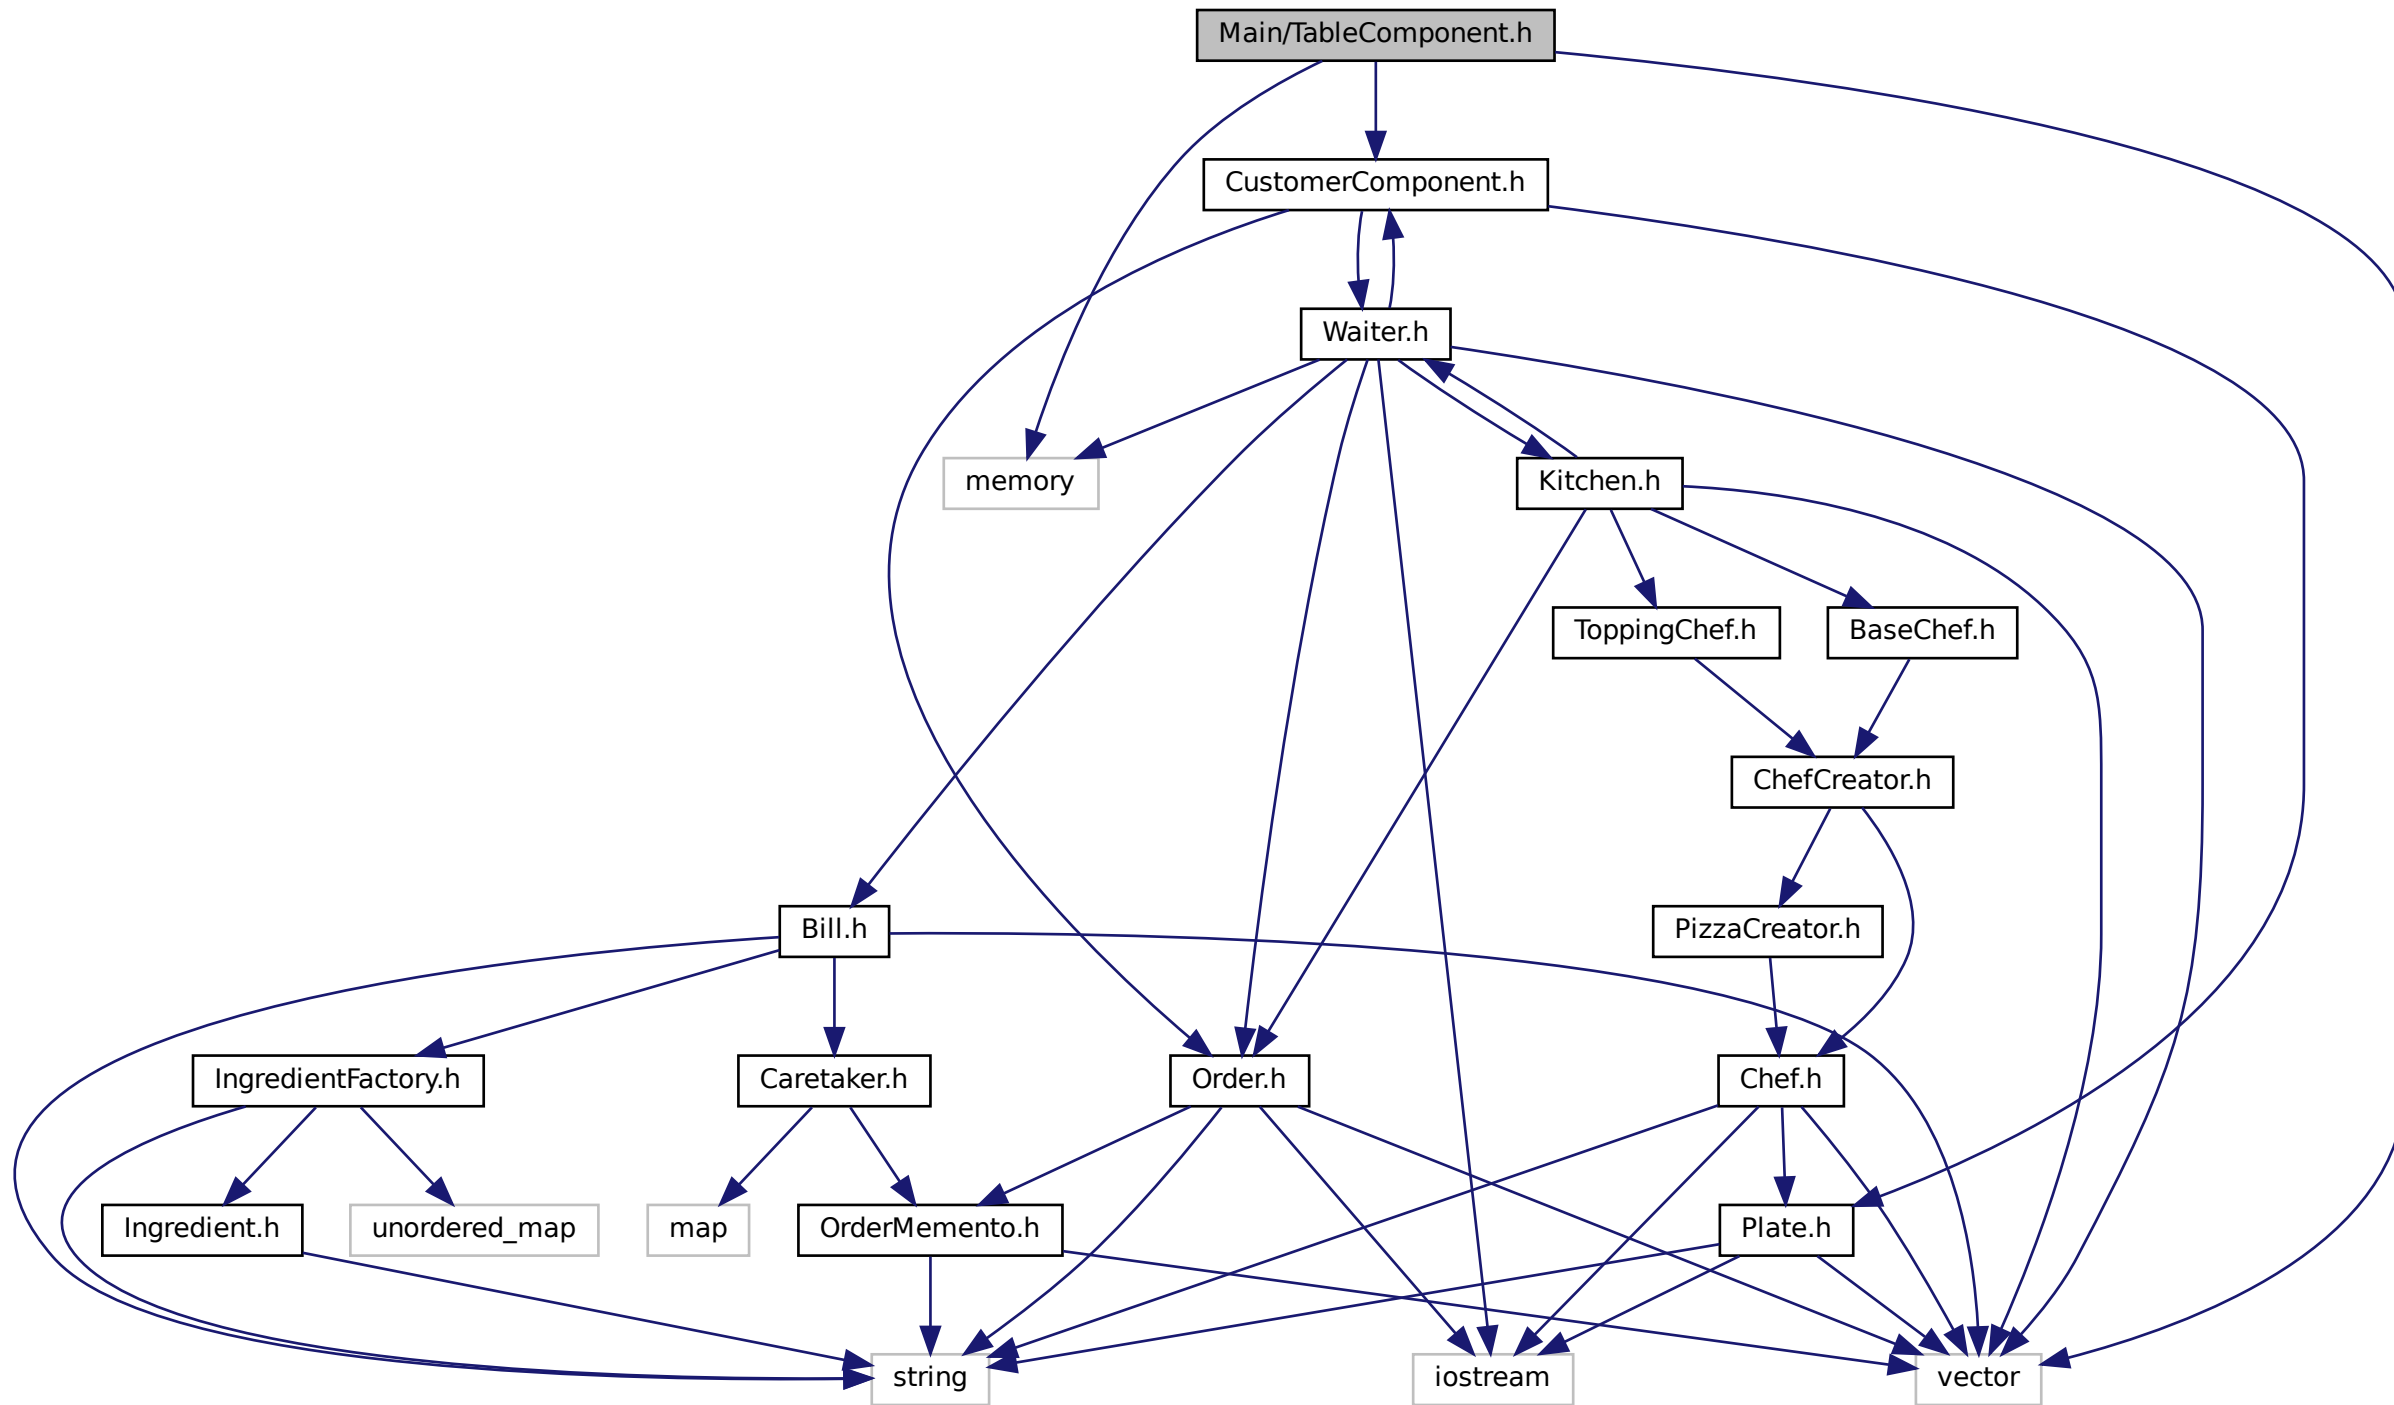 Main/TableComponent.h
CustomerComponent.h
Waiter.h
memory
Kitchen.h
ToppingChef.h
BaseChef.h
ChefCreator.h
Bill.h
PizzaCreator.h
IngredientFactory.h
Caretaker.h
Order.h
Chef.h
Ingredient.h
unordered_map
map
OrderMemento.h
Plate.h
string
iostream
vector